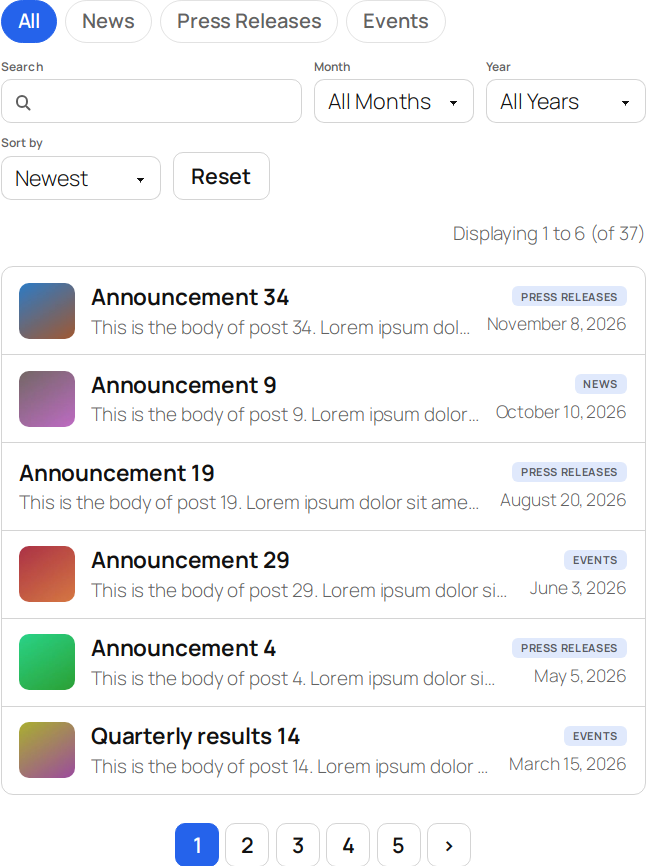 All News Press Releases Events
Search Month Year
All Months All Years
Sort by
Newest Reset
Displaying 1 to 6 (of 37)
Announcement 34 PRESS RELEASES
This is the body of post 34. Lorem ipsum dol... November 8, 2026
Announcement 9 NEWS
This is the body of post 9. Lorem ipsum dolor... October 10, 2026
Announcement 19 PRESS RELEASES
This is the body of post 19. Lorem ipsum dolor sit ame... August 20, 2026
Announcement 29 EVENTS
This is the body of post 29. Lorem ipsum dolor si... June 3, 2026
Announcement 4 PRESS RELEASES
This is the body of post 4. Lorem ipsum dolor si... May 5, 2026
Quarterly results 14 EVENTS
This is the body of post 14. Lorem ipsum dolor ... March 15, 2026
1 2 3 4 5 ›